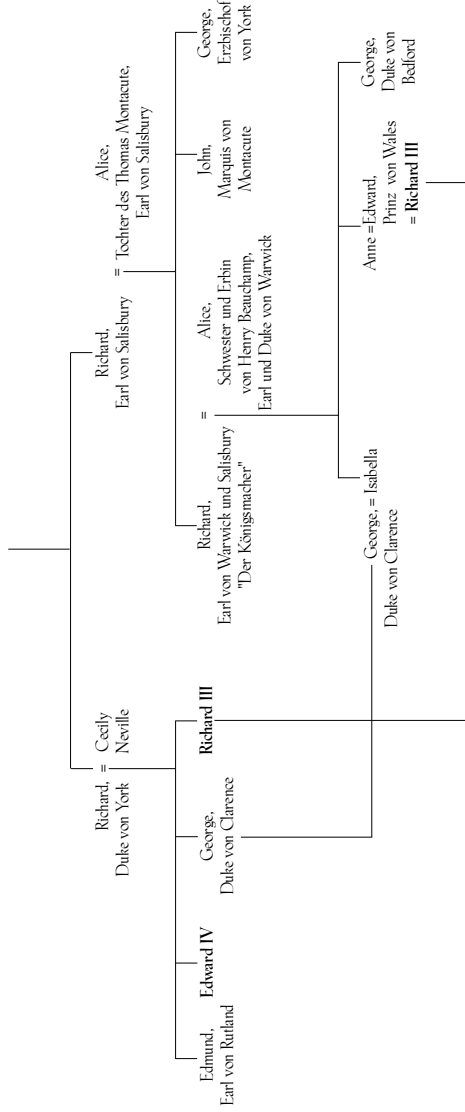 Richard,
Duke von York
=
Cecily
Neville
Richard,
Earl von Salisbury
=
Alice,
Tochter des Thomas Montacute,
Earl von Salisbury
Edmund,
Earl von Rutland
Edward IV
George,
Duke von Clarence
Richard III
Richard,
Earl von Warwick und Salisbury
"Der Königsmacher"
=
Alice,
Schwester und Erbin
von Henry Beauchamp,
Earl und Duke von Warwick
John,
Marquis von
Montacute
George,
Erzbischof
von York
George, = Isabella
Duke von Clarence
Anne =Edward,
Prinz von Wales
= Richard III
George,
Duke von
Bedford